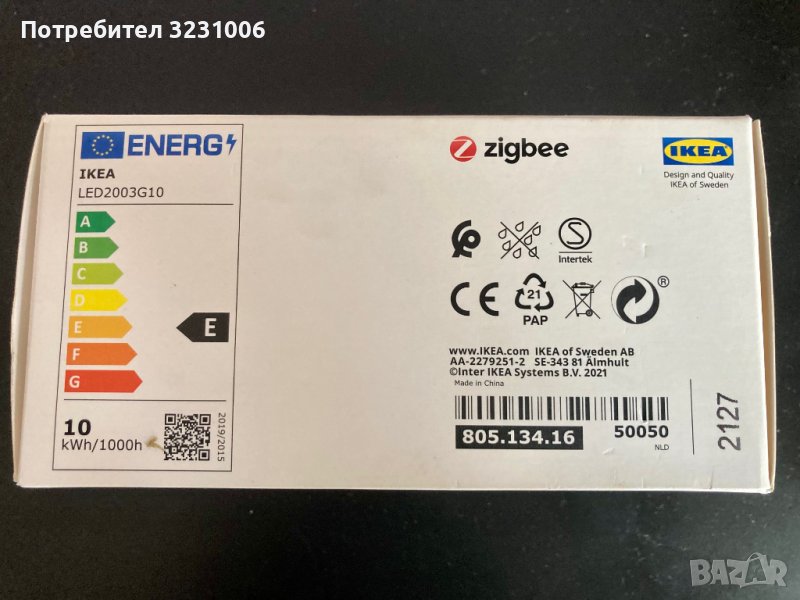 Потребител 3231006
ENERG
IKEA
LED2003G10
A
B
C
D
E
F
G
E
10
kWh/1000h
2019/2015
zigbee
IKEA
Design and Quality
IKEA of Sweden
S
Intertek
CE
21
PAP
®
www.IKEA.com IKEA of Sweden AB
AA-2279251-2 SE-343 81 Älmhult
©Inter IKEA Systems B.V. 2021
Made in China
805.134.16
50050
NLD
2127
BAZAR